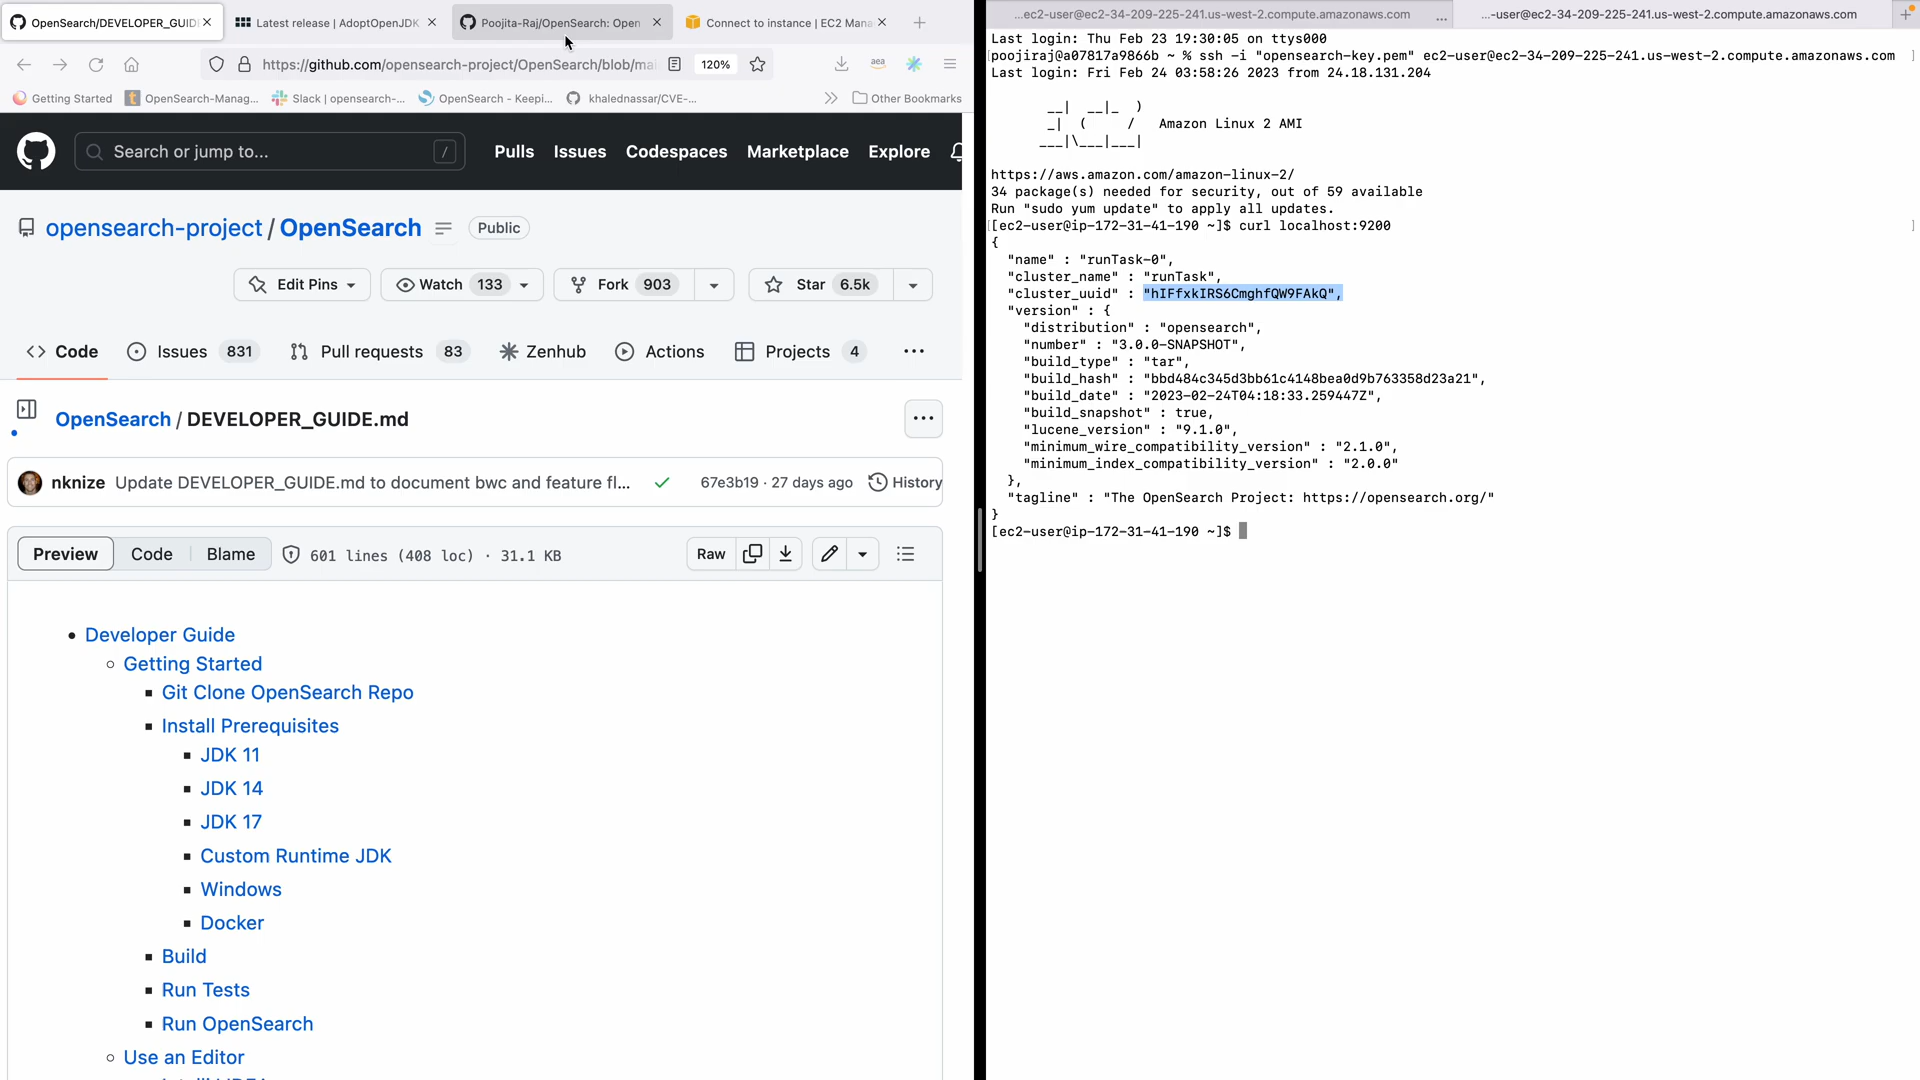 OpenSearch/DEVELOPER_GUID
Latest release | AdoptOpenJDK
Poojita-Raj/OpenSearch: Open
Connect to instance | EC2 Mana
https://github.com/opensearch-project/OpenSearch/blob/mai
120%
aea
Getting Started
OpenSearch-Manag...
Slack | opensearch-...
OpenSearch - Keepi...
khalednassar/CVE-...
Other Bookmarks
Search or jump to...
/
Pulls
Issues
Codespaces
Marketplace
Explore
opensearch-project / OpenSearch
Public
Edit Pins
Watch 133
Fork 903
Star 6.5k
Code
Issues 831
Pull requests 83
Zenhub
Actions
Projects 4
OpenSearch / DEVELOPER_GUIDE.md
nknize Update DEVELOPER_GUIDE.md to document bwc and feature fl...
67e3b19 · 27 days ago
History
Preview
Code
Blame
601 lines (408 loc) · 31.1 KB
Raw
• Developer Guide
Getting Started
Git Clone OpenSearch Repo
Install Prerequisites
JDK 11
JDK 14
JDK 17
Custom Runtime JDK
Windows
Docker
Build
Run Tests
Run OpenSearch
Use an Editor
...ec2-user@ec2-34-209-225-241.us-west-2.compute.amazonaws.com ...
...-user@ec2-34-209-225-241.us-west-2.compute.amazonaws.com
Last login: Thu Feb 23 19:30:05 on ttys000
poojiraj@a07817a9866b ~ % ssh -i "opensearch-key.pem" ec2-user@ec2-34-209-225-241.us-west-2.compute.amazonaws.com
Last login: Fri Feb 24 03:58:26 2023 from 24.18.131.204
__|  __|_  )
_|  (     /   Amazon Linux 2 AMI
___|\___|___|
https://aws.amazon.com/amazon-linux-2/
34 package(s) needed for security, out of 59 available
Run "sudo yum update" to apply all updates.
[ec2-user@ip-172-31-41-190 ~]$ curl localhost:9200
{
"name" : "runTask-0",
"cluster_name" : "runTask",
"cluster_uuid" : "hIFfxkIRS6CmghfQW9FAkQ",
"version" : {
"distribution" : "opensearch",
"number" : "3.0.0-SNAPSHOT",
"build_type" : "tar",
"build_hash" : "bbd484c345d3bb61c4148bea0d9b763358d23a21",
"build_date" : "2023-02-24T04:18:33.259447Z",
"build_snapshot" : true,
"lucene_version" : "9.1.0",
"minimum_wire_compatibility_version" : "2.1.0",
"minimum_index_compatibility_version" : "2.0.0"
},
"tagline" : "The OpenSearch Project: https://opensearch.org/"
}
[ec2-user@ip-172-31-41-190 ~]$